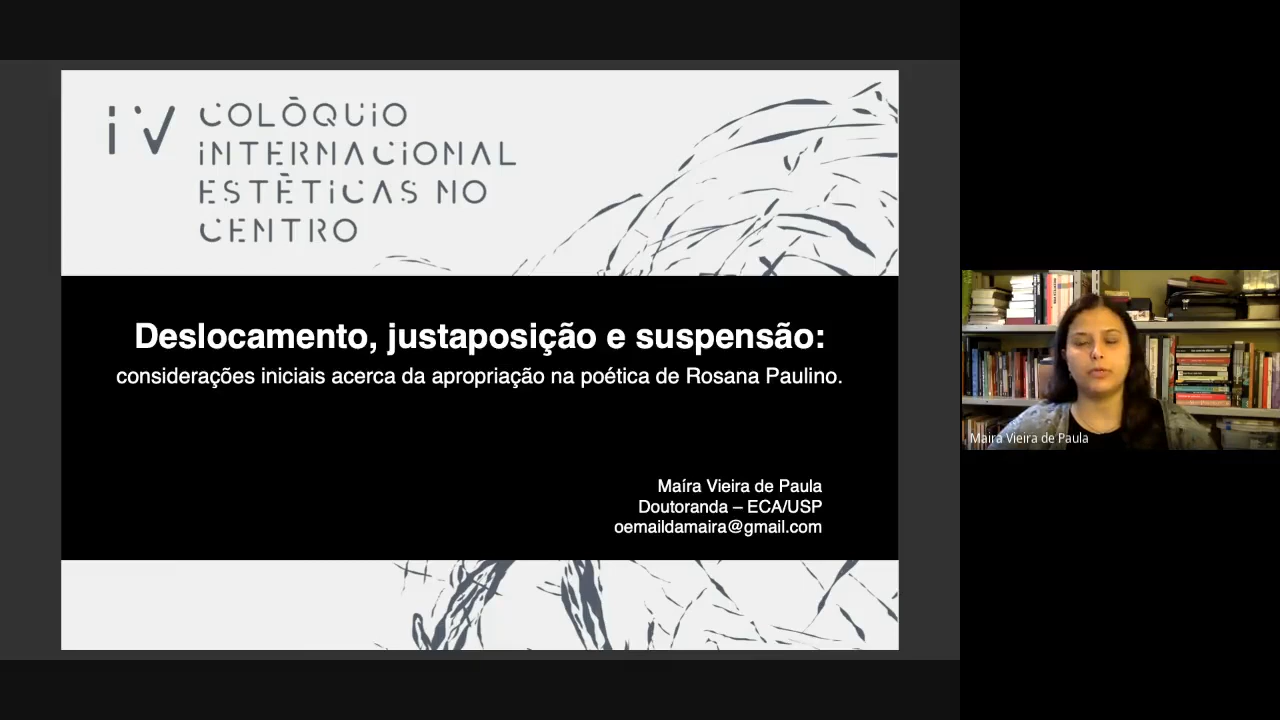 IV COLÓQUIO
INTERNACIONAL
ESTÉTICAS NO
CENTRO
Deslocamento, justaposição e suspensão:
considerações iniciais acerca da apropriação na poética de Rosana Paulino.
Maíra Vieira de Paula
Doutoranda – ECA/USP
oemaildamaira@gmail.com
Maira Vieira de Paula